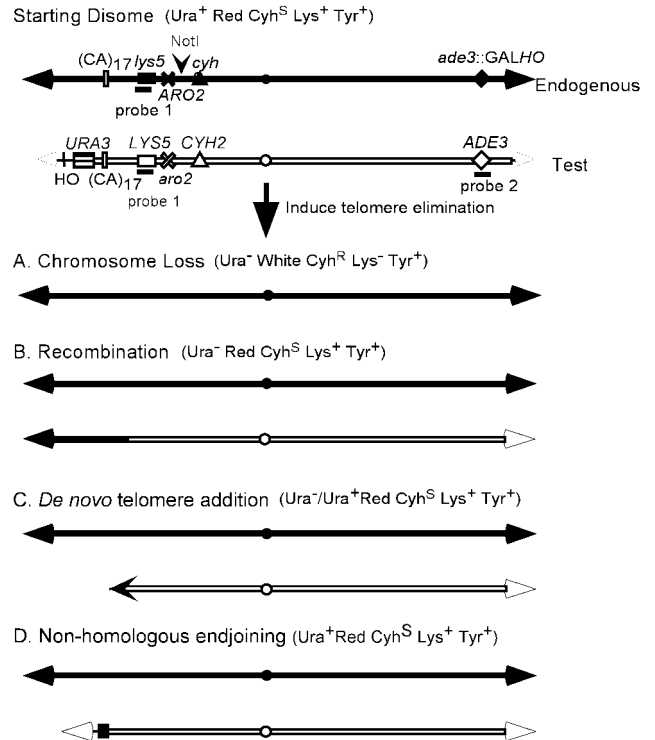 Starting Disome (Ura+ Red CyhS Lys+ Tyr+)
NotI
(CA)17 lys5 cyh ade3::GALHO
ARO2 Endogenous
probe 1
URA3 LYS5 CYH2 ADE3
Test
HO (CA)17 aro2 probe 2
probe 1
Induce telomere elimination
A. Chromosome Loss (Ura- White CyhR Lys- Tyr+)
B. Recombination (Ura- Red CyhS Lys+ Tyr+)
C. De novo telomere addition (Ura-/Ura+Red CyhS Lys+ Tyr+)
D. Non-homologous endjoining (Ura+Red CyhS Lys+ Tyr+)